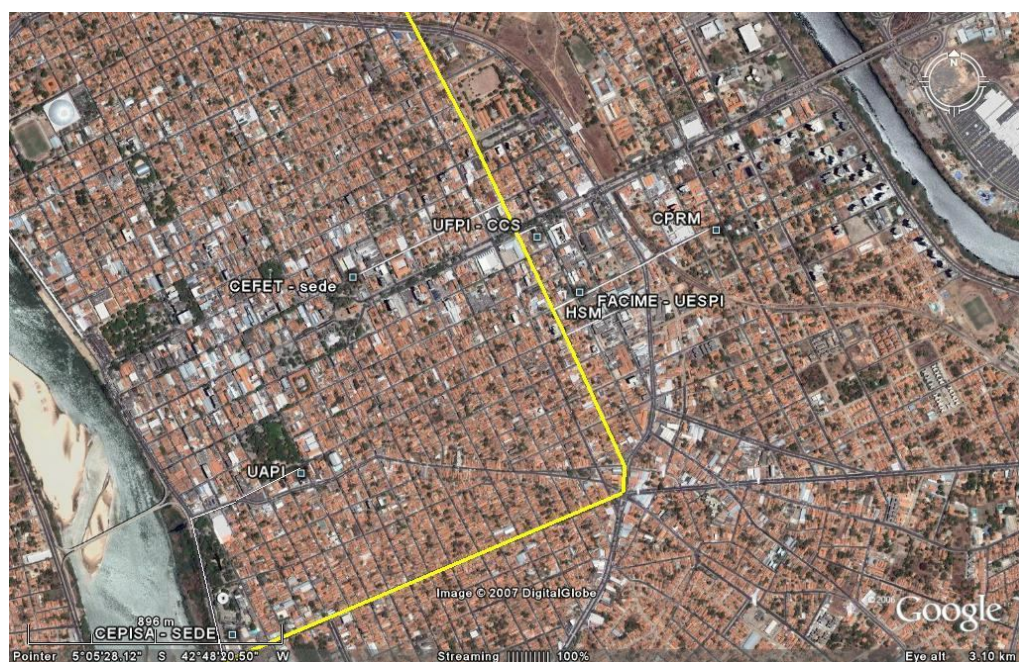 N
UFPI - CCS
CPRM
CEFET - sede
FACIME - UESPI
HSM
UAPI
Image © 2007 DigitalGlobe
© 2006 Google
896 m
CEPISA - SEDE
Pointer 5°05'28.12" S 42°48'20.50" W Streaming |||||||||| 100% Eye alt 3.10 km